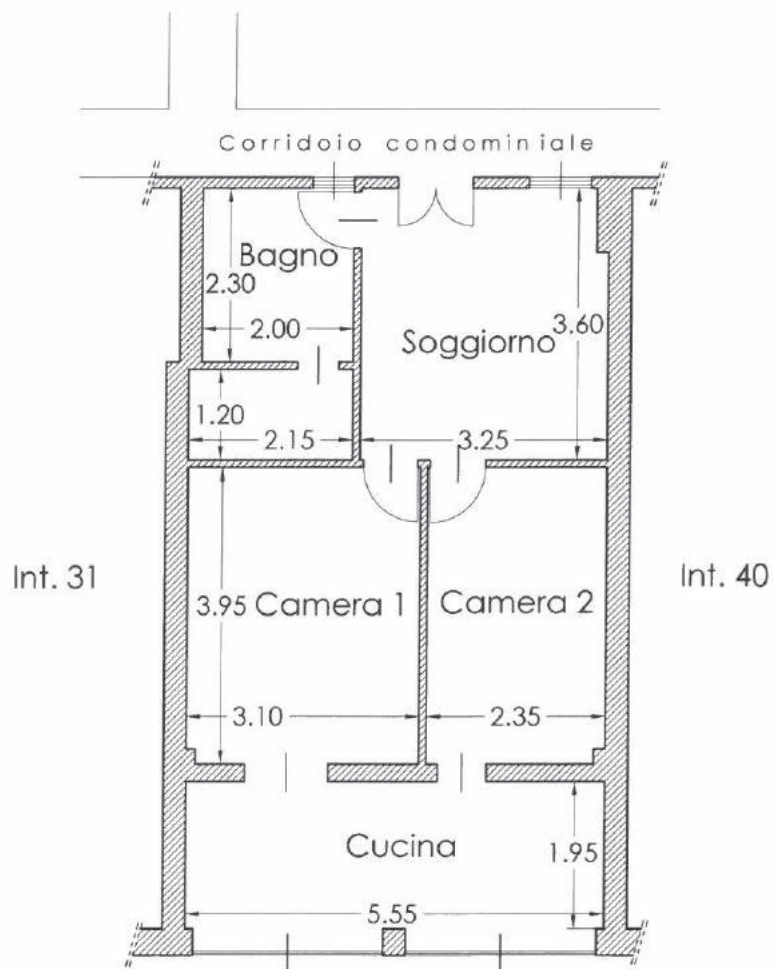 Corridoio condominiale
Bagno
2.30
2.00
Soggiorno
3.60
1.20
2.15
3.25
Int. 31
3.95
Camera 1
Camera 2
Int. 40
3.10
2.35
Cucina
1.95
5.55